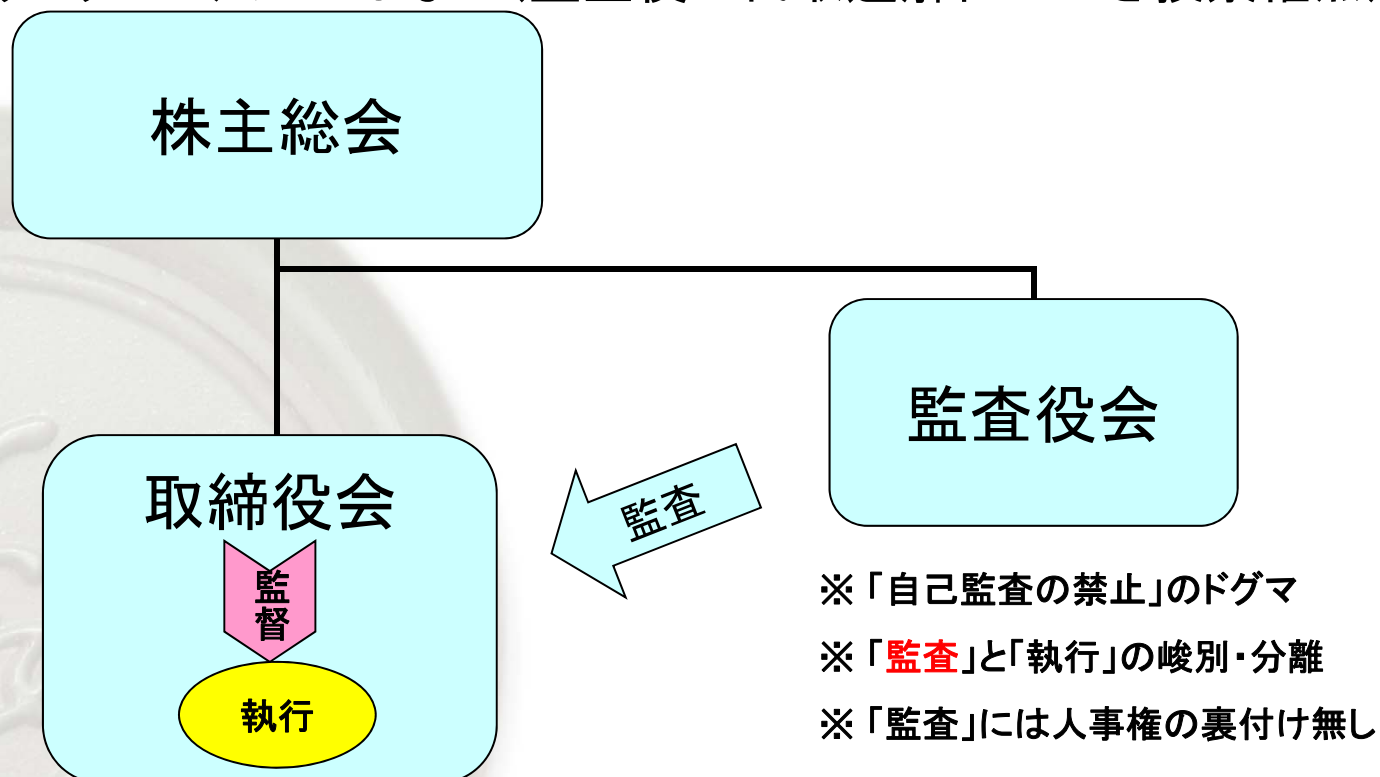 株主総会
監査役会
取締役会
監査
監督
執行
※「自己監査の禁止」のドグマ
※「監査」と「執行」の峻別・分離
※「監査」には人事権の裏付け無し